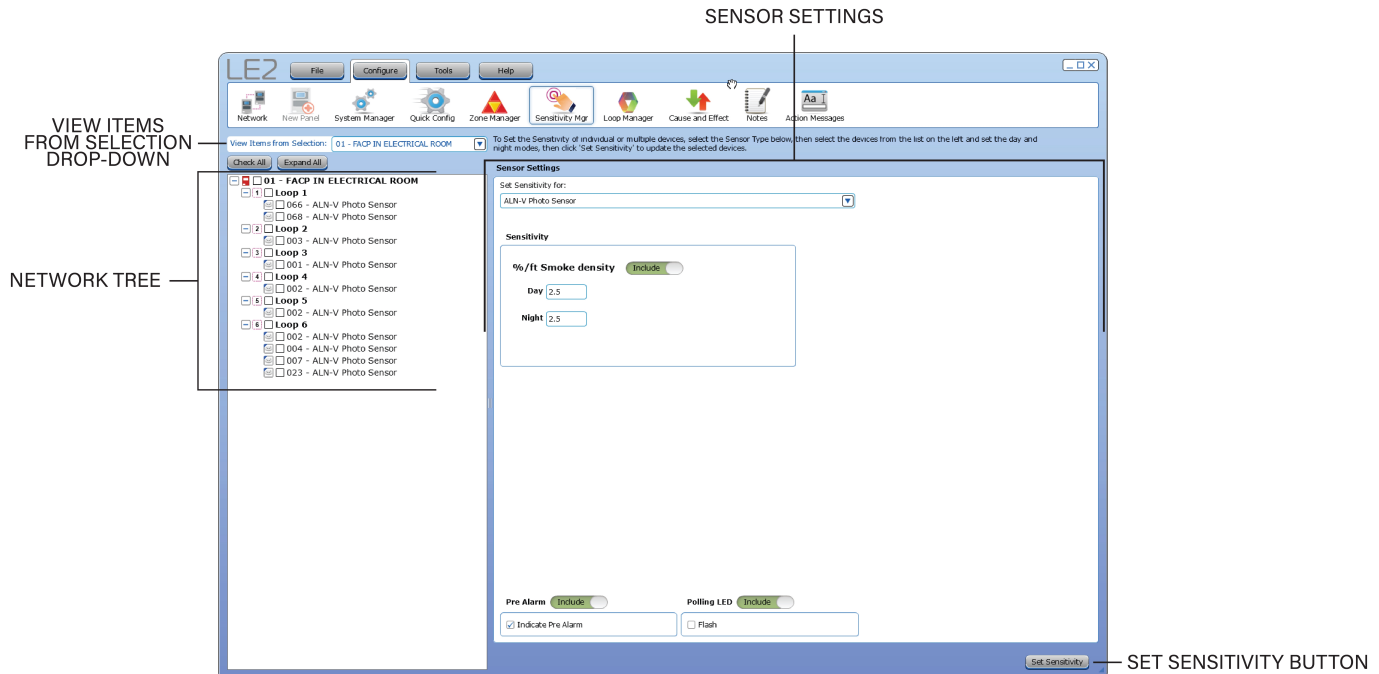 SENSOR SETTINGS
LE2
File
Configure
Tools
Help
Network
New Panel
System Manager
Quick Config
Zone Manager
Sensitivity Mgr
Loop Manager
Cause and Effect
Notes
Aa
Action Messages
VIEW ITEMS
FROM SELECTION
DROP-DOWN
View Items from Selection: 01 - FACP IN ELECTRICAL ROOM
To Set the Sensitivity of individual or multiple devices, select the Sensor Type below, then select the devices from the list on the left and set the day and
night modes, then click 'Set Sensitivity' to update the selected devices.
Check All
Expand All
NETWORK TREE
01 - FACP IN ELECTRICAL ROOM
1 Loop 1
066 - ALN-V Photo Sensor
068 - ALN-V Photo Sensor
2 Loop 2
003 - ALN-V Photo Sensor
3 Loop 3
001 - ALN-V Photo Sensor
4 Loop 4
002 - ALN-V Photo Sensor
5 Loop 5
002 - ALN-V Photo Sensor
6 Loop 6
002 - ALN-V Photo Sensor
004 - ALN-V Photo Sensor
007 - ALN-V Photo Sensor
023 - ALN-V Photo Sensor
Sensor Settings
Set Sensitivity for:
ALN-V Photo Sensor
Sensitivity
%/ft Smoke density Include
Day 2.5
Night 2.5
Pre Alarm Include
Indicate Pre Alarm
Polling LED Include
Flash
Set Sensitivity
SET SENSITIVITY BUTTON